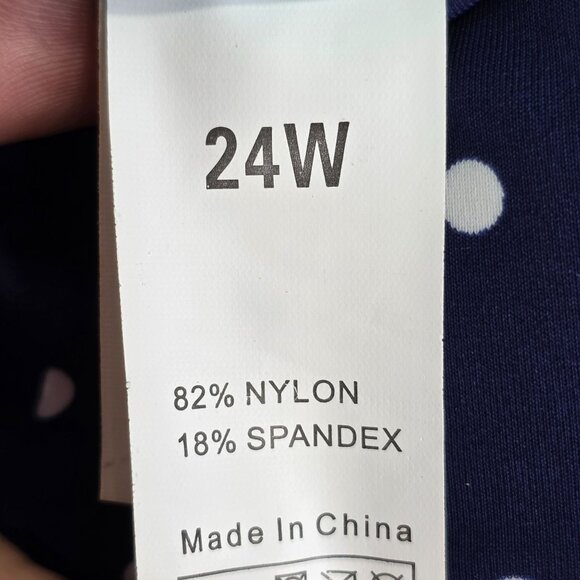 24W
82% NYLON
18% SPANDEX
Made In China